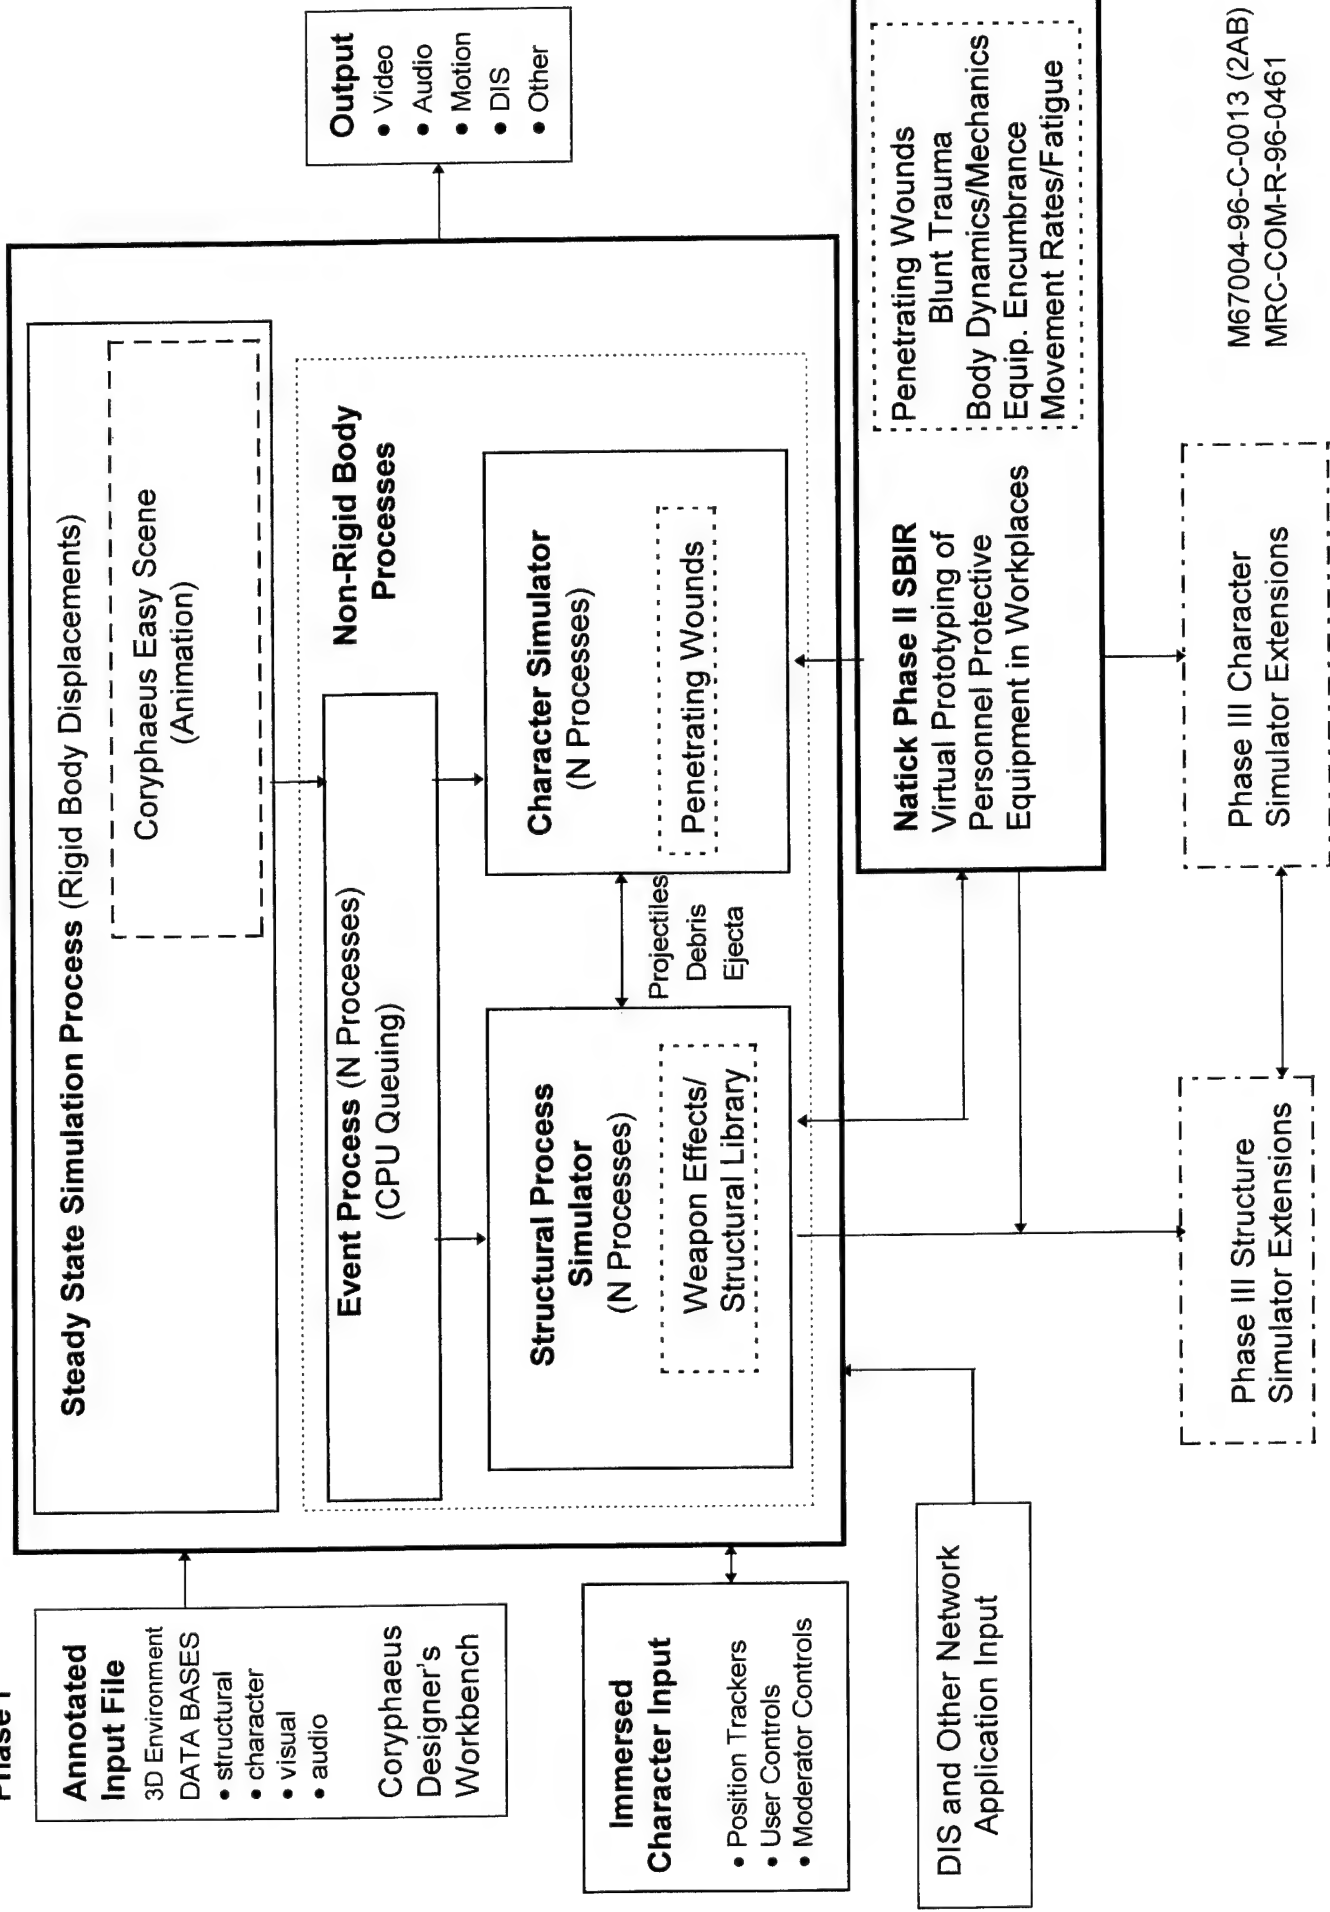 Phase I
Annotated
Input File
3D Environment
DATA BASES
• structural
• character
• visual
• audio
Coryphaeus
Designer's
Workbench
Steady State Simulation Process (Rigid Body Displacements)
Coryphaeus Easy Scene
(Animation)
Output
• Video
• Audio
• Motion
• DIS
• Other
Non-Rigid Body
Processes
Event Process (N Processes)
(CPU Queuing)
Structural Process
Simulator
(N Processes)
Weapon Effects/
Structural Library
Projectiles
Debris
Ejecta
Character Simulator
(N Processes)
Penetrating Wounds
Immersed
Character Input
• Position Trackers
• User Controls
• Moderator Controls
DIS and Other Network
Application Input
Natick Phase II SBIR
Virtual Prototyping of
Personnel Protective
Equipment in Workplaces
Penetrating Wounds
Blunt Trauma
Body Dynamics/Mechanics
Equip. Encumbrance
Movement Rates/Fatigue
Phase III Structure
Simulator Extensions
Phase III Character
Simulator Extensions
M67004-96-C-0013 (2AB)
MRC-COM-R-96-0461